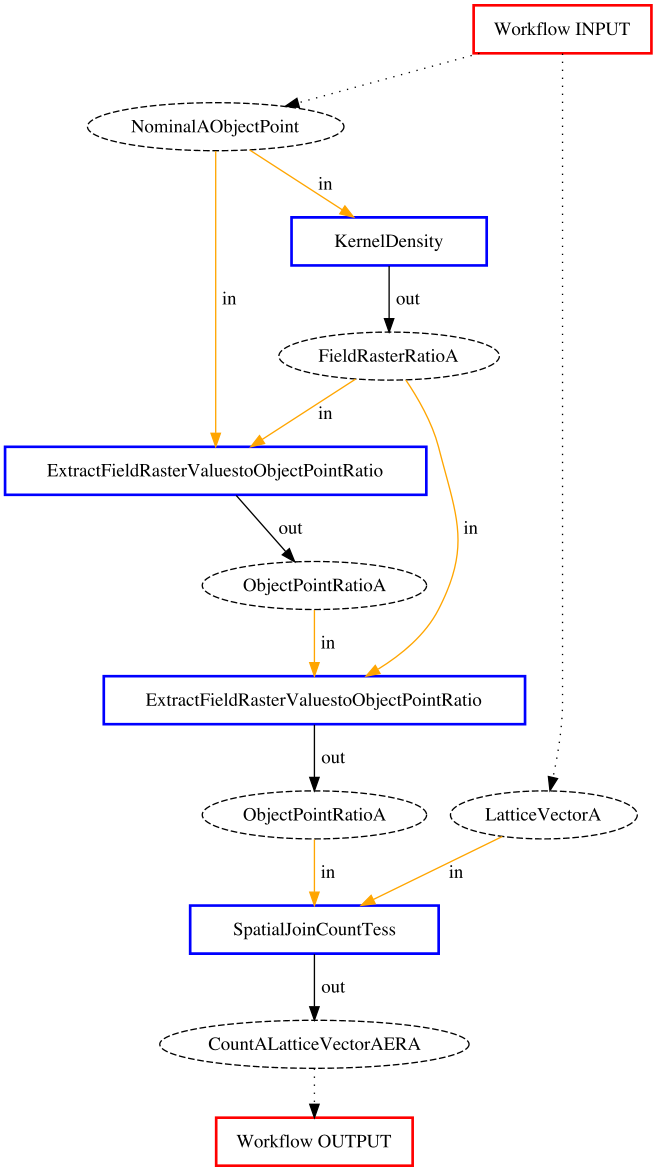 Workflow INPUT
NominalAObjectPoint
in
KernelDensity
in
out
FieldRasterRatioA
in
ExtractFieldRasterValuestoObjectPointRatio
out
in
ObjectPointRatioA
in
ExtractFieldRasterValuestoObjectPointRatio
out
ObjectPointRatioA
LatticeVectorA
in
in
SpatialJoinCountTess
out
CountALatticeVectorAERA
Workflow OUTPUT